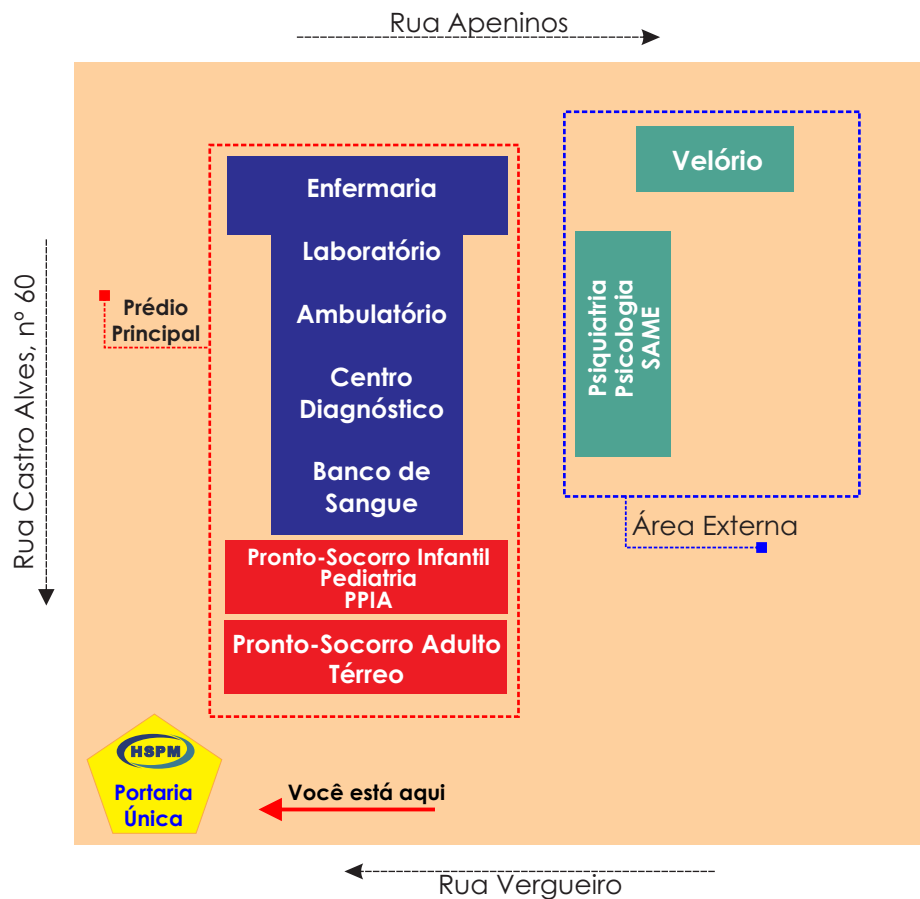 Rua Apeninos
Velório
Enfermaria
Laboratório
Ambulatório
Centro
Diagnóstico
Banco de
Sangue
Prédio
Principal
Rua Castro Alves, nº 60
Psiquiatria
Psicologia
SAME
Área Externa
Pronto-Socorro Infantil
Pediatria
PPIA
Pronto-Socorro Adulto
Térreo
HSPM
Portaria
Única
Você está aqui
Rua Vergueiro